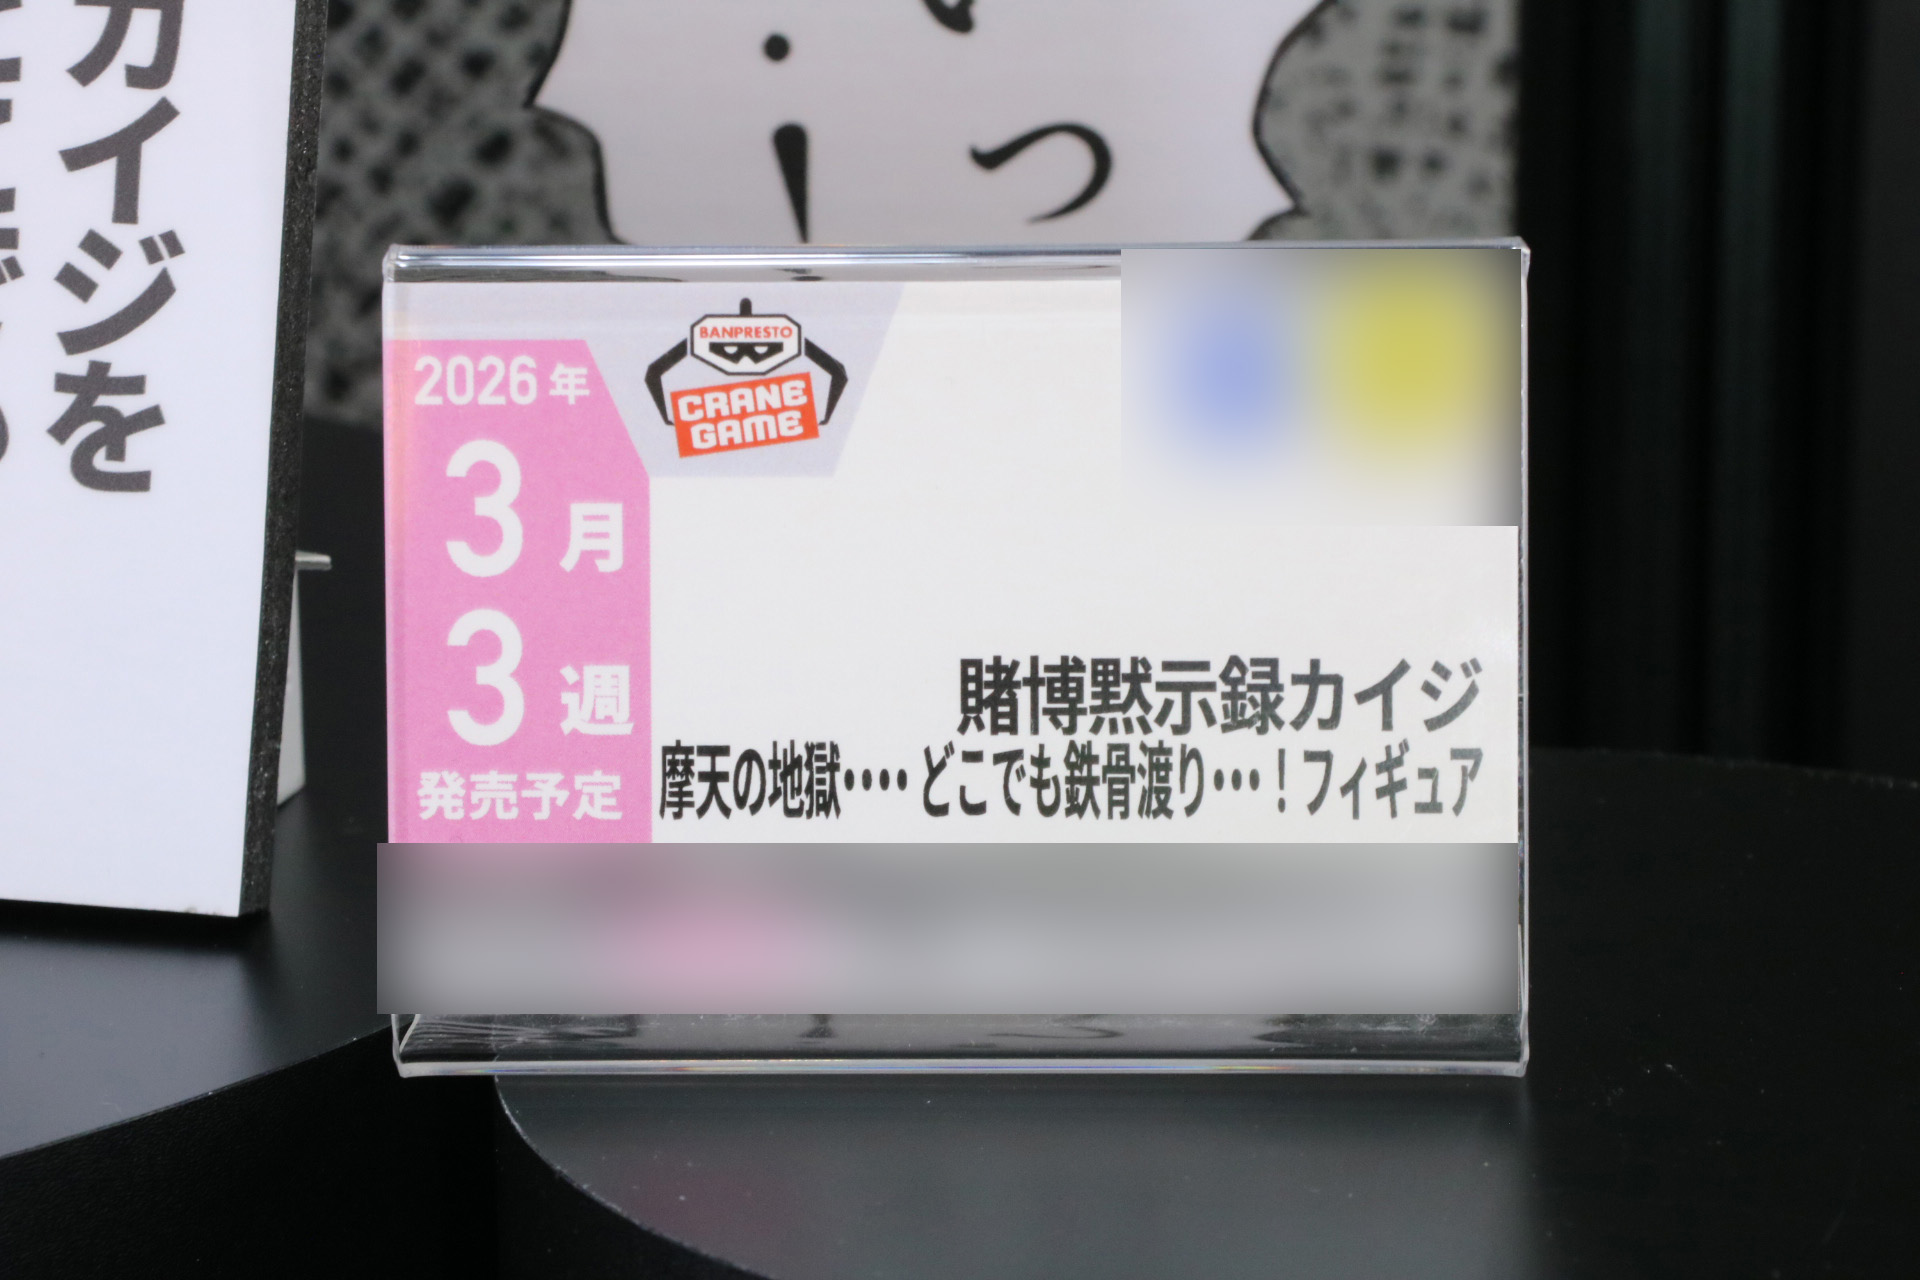 カイジを
っ
・！
BANPRESTO
CRANE
GAME
2026年
3月
3週
発売予定
賭博黙示録カイジ
摩天の地獄‥‥どこでも鉄骨渡り…！フィギュア